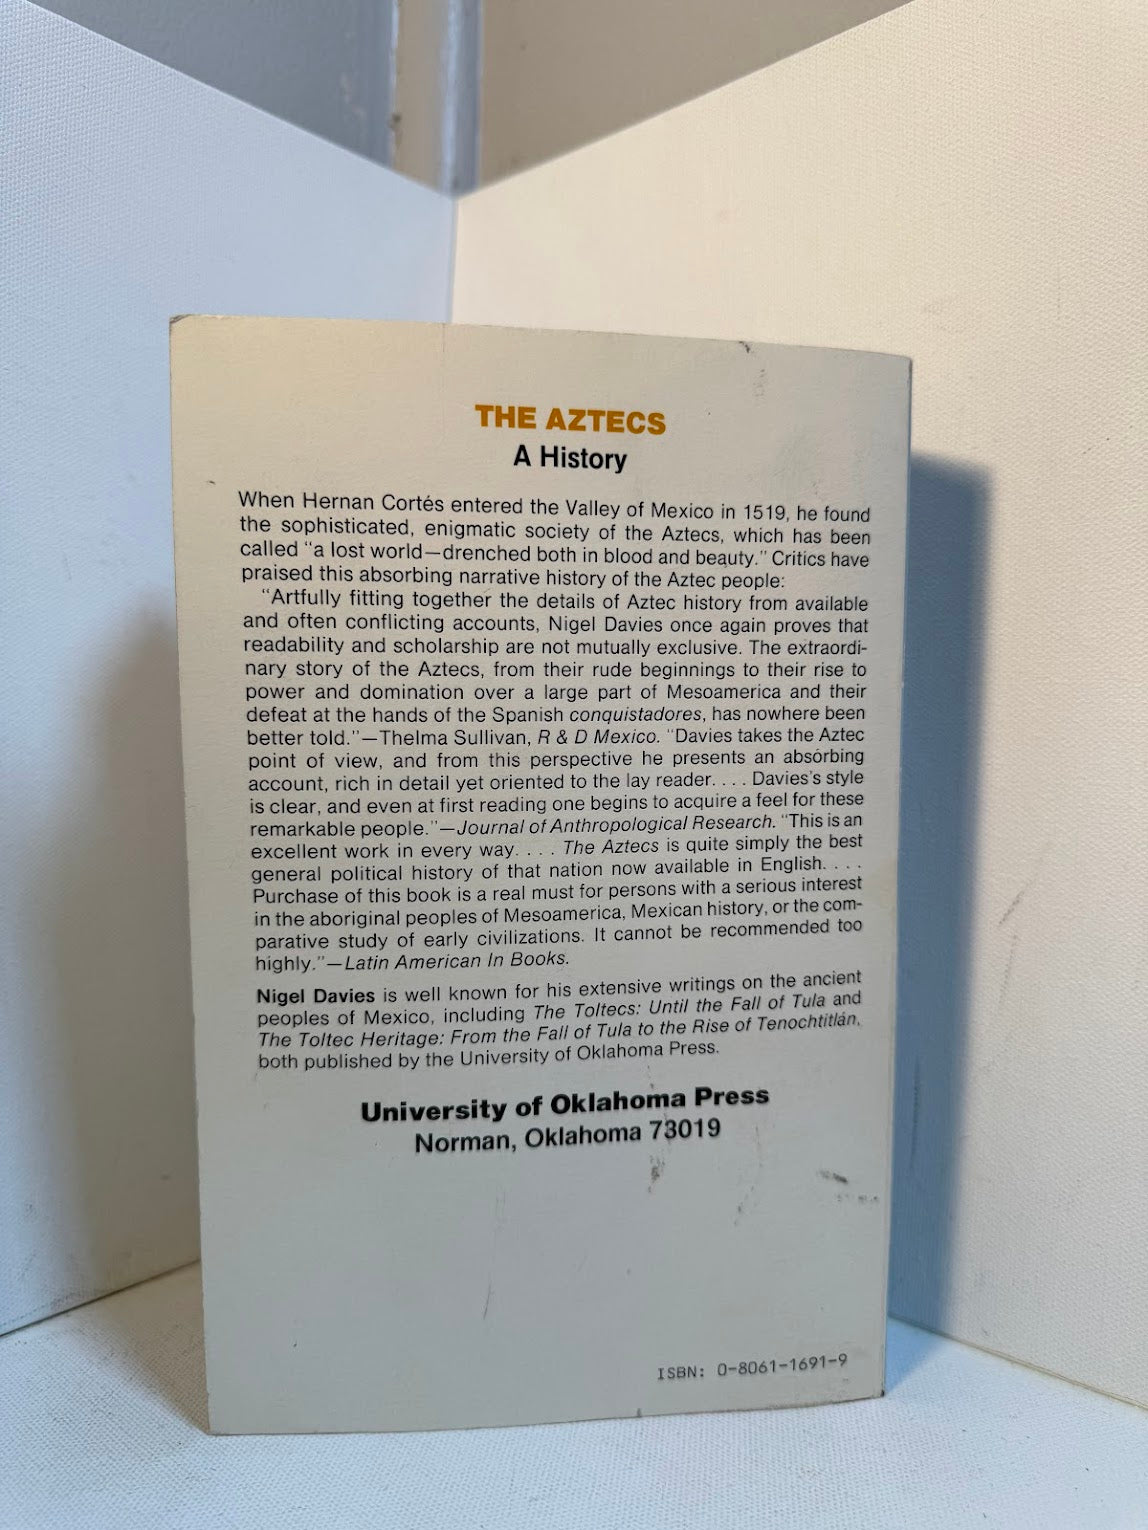 THE AZTECS
A History
When Hernan Cortés entered the Valley of Mexico in 1519, he found
the sophisticated, enigmatic society of the Aztecs, which has been
called "a lost world—drenched both in blood and beauty." Critics have
praised this absorbing narrative history of the Aztec people:
"Artfully fitting together the details of Aztec history from available
and often conflicting accounts, Nigel Davies once again proves that
readability and scholarship are not mutually exclusive. The extraordi-
nary story of the Aztecs, from their rude beginnings to their rise to
power and domination over a large part of Mesoamerica and their
defeat at the hands of the Spanish conquistadores, has nowhere been
better told."—Thelma Sullivan, R & D Mexico. "Davies takes the Aztec
point of view, and from this perspective he presents an absorbing
account, rich in detail yet oriented to the lay reader. . . . Davies's style
is clear, and even at first reading one begins to acquire a feel for these
remarkable people."—Journal of Anthropological Research. "This is an
excellent work in every way. . . . The Aztecs is quite simply the best
general political history of that nation now available in English. . . .
Purchase of this book is a real must for persons with a serious interest
in the aboriginal peoples of Mesoamerica, Mexican history, or the com-
parative study of early civilizations. It cannot be recommended too
highly."—Latin American In Books.
Nigel Davies is well known for his extensive writings on the ancient
peoples of Mexico, including The Toltecs: Until the Fall of Tula and
The Toltec Heritage: From the Fall of Tula to the Rise of Tenochtitlán,
both published by the University of Oklahoma Press.
University of Oklahoma Press
Norman, Oklahoma 73019
ISBN: 0-8061-1691-9